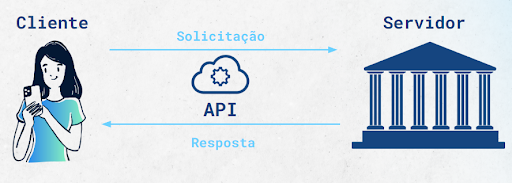 Cliente
Servidor
Solicitação
API
Resposta